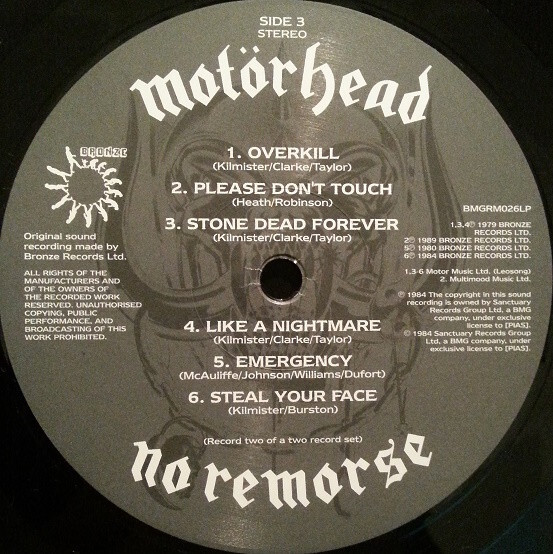 SIDE 3
STEREO
motörhead
1. OVERKILL
(Kilmister/Clarke/Taylor)
2. PLEASE DON'T TOUCH
(Heath/Robinson)
3. STONE DEAD FOREVER
(Kilmister/Clarke/Taylor)
BRONZE
Original sound
recording made by
Bronze Records Ltd.
ALL RIGHTS OF THE
MANUFACTURERS AND
OF THE OWNERS OF
THE RECORDED WORK
RESERVED. UNAUTHORISED
COPYING, PUBLIC
PERFORMANCE, AND
BROADCASTING OF THIS
WORK PROHIBITED.
BMGRM026LP
1,3,4℗ 1979 BRONZE
RECORDS LTD.
2℗ 1989 BRONZE RECORDS LTD.
5℗ 1980 BRONZE RECORDS LTD.
6℗ 1984 BRONZE RECORDS LTD.
1,3-6 Motor Music Ltd. (Leosong)
2. Multimood Music Ltd.
℗ 1984 The copyright in this sound
recording is owned by Sanctuary
Records Group Ltd, a BMG
company, under exclusive
license to [PIAS].
© 1984 Sanctuary Records Group
Ltd, a BMG company, under
exclusive license to [PIAS].
4. LIKE A NIGHTMARE
(Kilmister/Clarke/Taylor)
5. EMERGENCY
(McAuliffe/Johnson/Williams/Dufort)
6. STEAL YOUR FACE
(Kilmister/Burston)
(Record two of a two record set)
no remorse